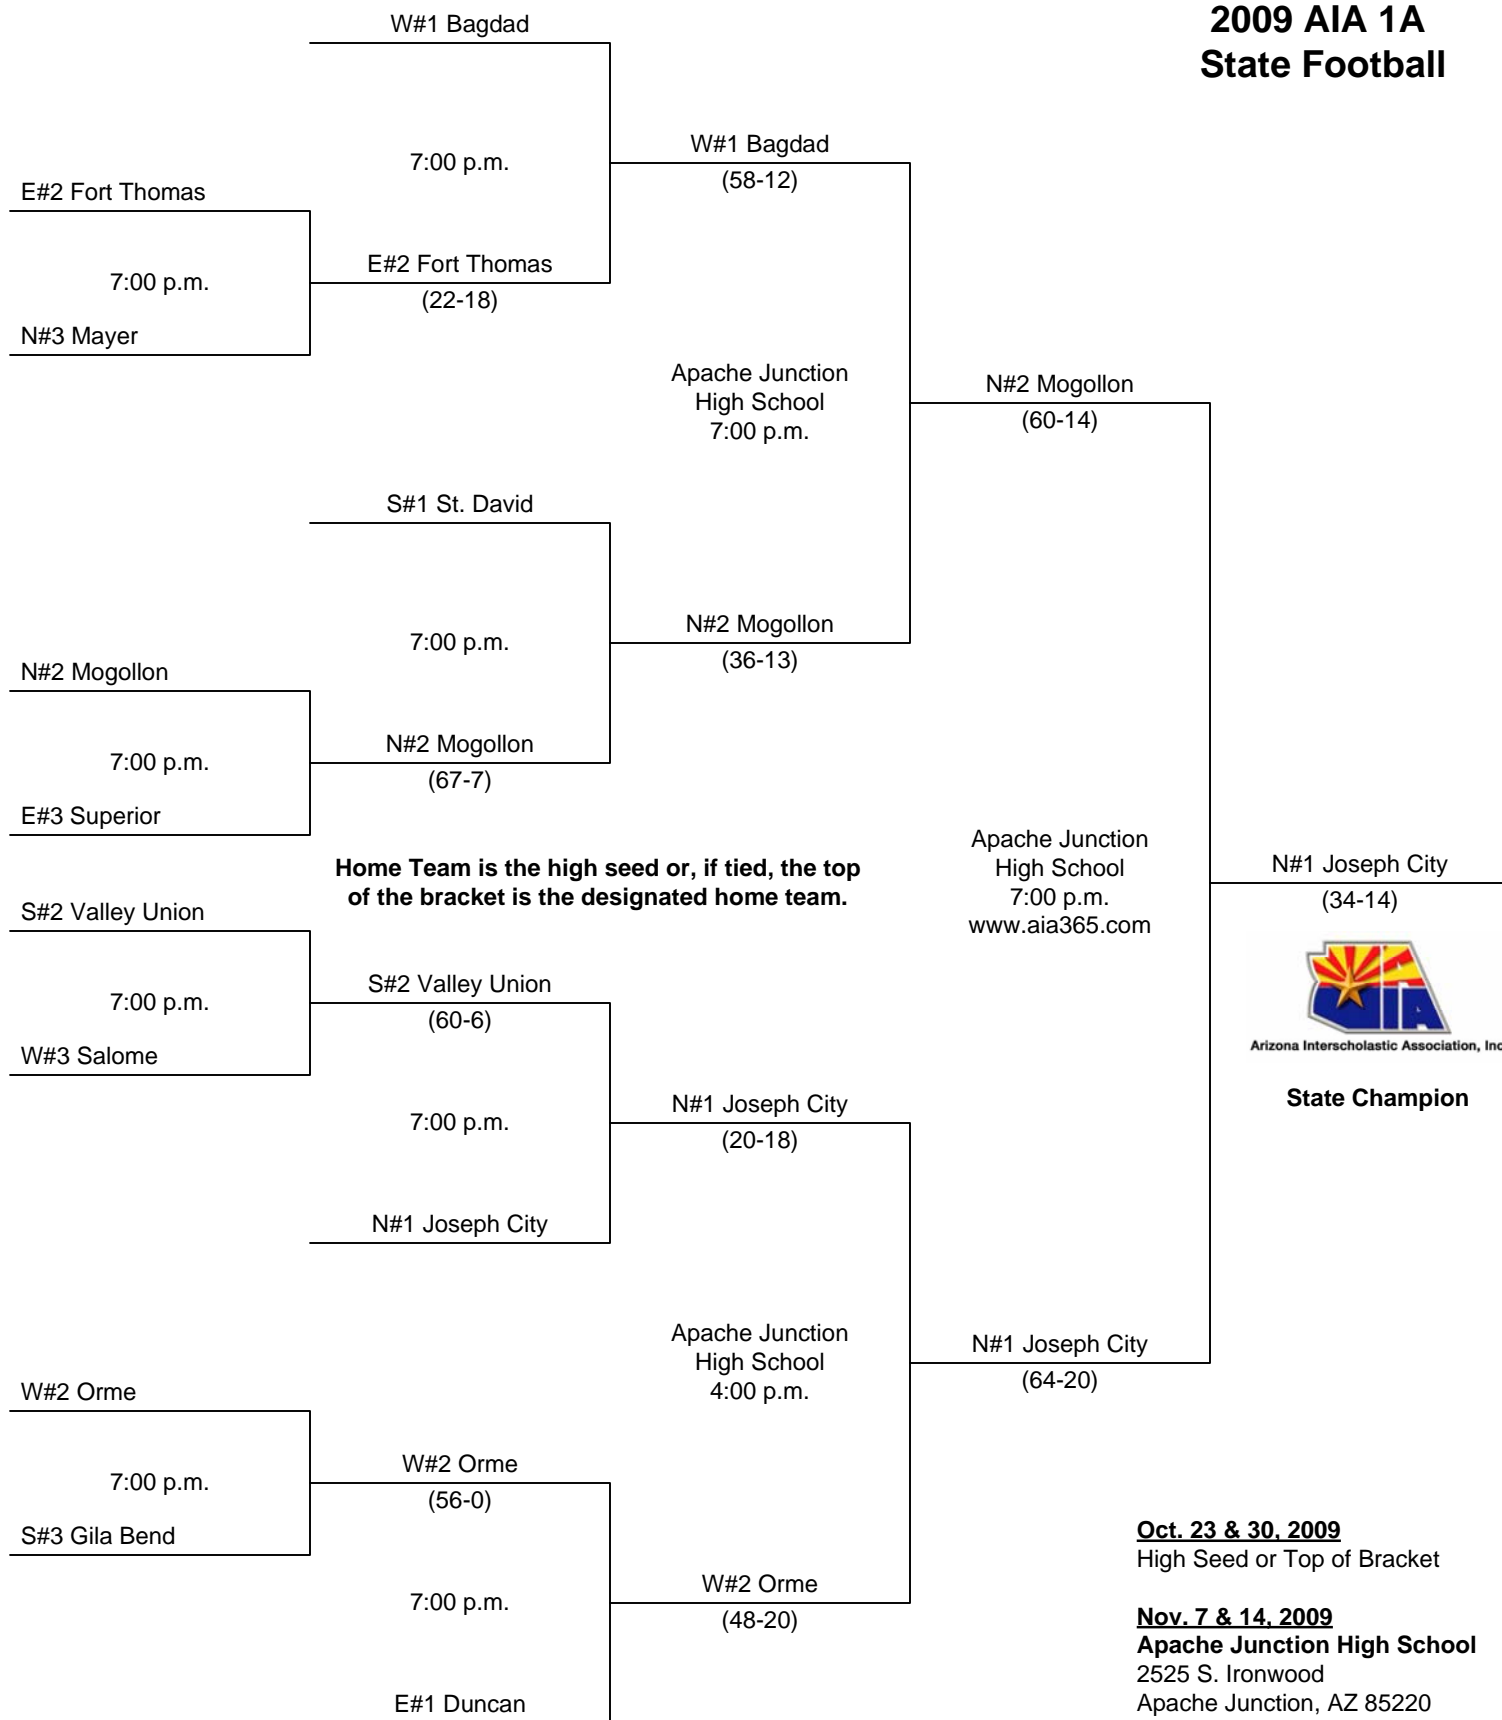 2009 AIA 1A
State Football
W#1 Bagdad
7:00 p.m.
W#1 Bagdad
(58-12)
E#2 Fort Thomas
7:00 p.m.
E#2 Fort Thomas
(22-18)
N#3 Mayer
Apache Junction
High School
7:00 p.m.
N#2 Mogollon
(60-14)
S#1 St. David
7:00 p.m.
N#2 Mogollon
(36-13)
N#2 Mogollon
7:00 p.m.
N#2 Mogollon
(67-7)
E#3 Superior
Home Team is the high seed or, if tied, the top
of the bracket is the designated home team.
Apache Junction
High School
7:00 p.m.
www.aia365.com
N#1 Joseph City
(34-14)
AIA
Arizona Interscholastic Association, Inc
State Champion
S#2 Valley Union
7:00 p.m.
S#2 Valley Union
(60-6)
W#3 Salome
7:00 p.m.
N#1 Joseph City
(20-18)
N#1 Joseph City
Apache Junction
High School
4:00 p.m.
N#1 Joseph City
(64-20)
W#2 Orme
7:00 p.m.
W#2 Orme
(56-0)
S#3 Gila Bend
7:00 p.m.
W#2 Orme
(48-20)
E#1 Duncan
Oct. 23 & 30, 2009
High Seed or Top of Bracket
Nov. 7 & 14, 2009
Apache Junction High School
2525 S. Ironwood
Apache Junction, AZ 85220